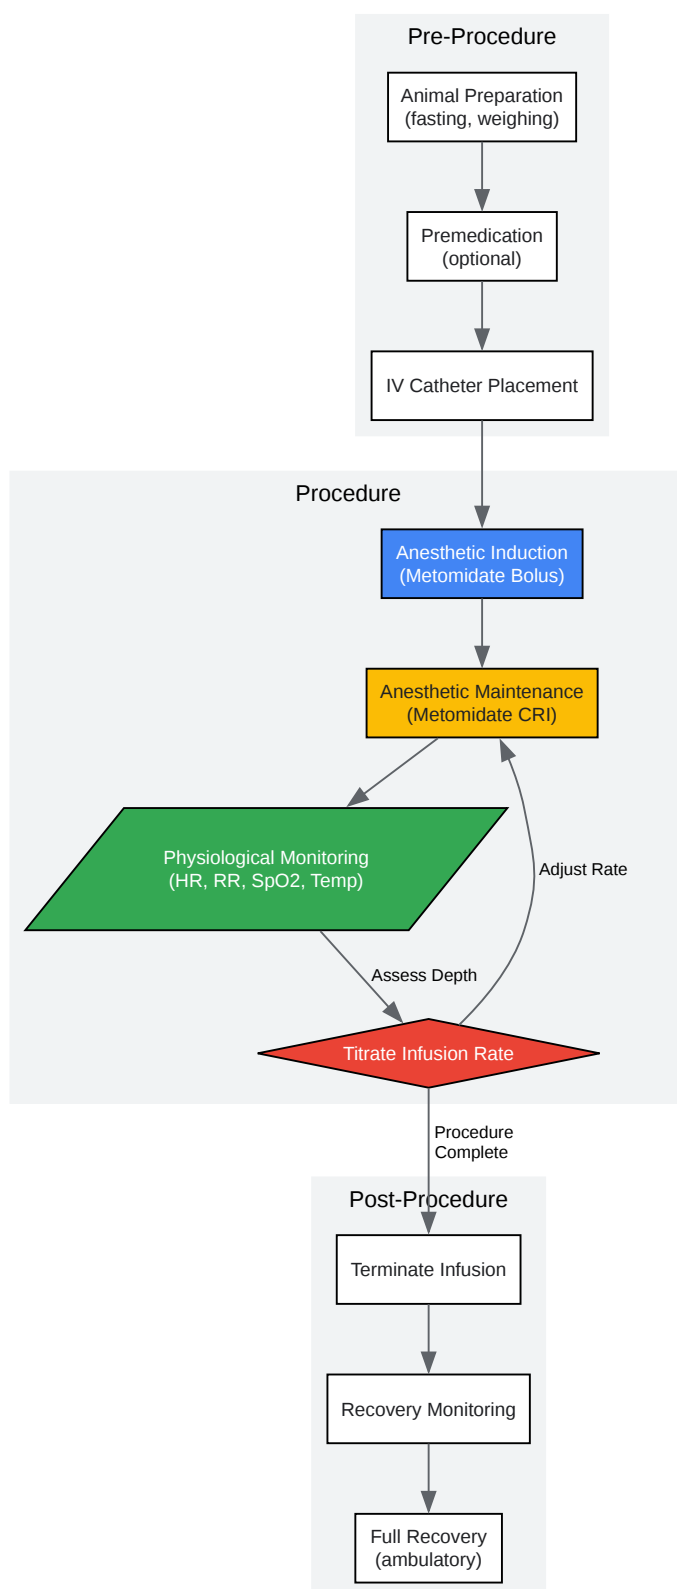 Pre-Procedure
Animal Preparation
(fasting, weighing)
Premedication
(optional)
IV Catheter Placement
Procedure
Anesthetic Induction
(Metomidate Bolus)
Anesthetic Maintenance
(Metomidate CRI)
Physiological Monitoring
(HR, RR, SpO2, Temp)
Adjust Rate
Assess Depth
Titrate Infusion Rate
Procedure
Complete
Post-Procedure
Terminate Infusion
Recovery Monitoring
Full Recovery
(ambulatory)